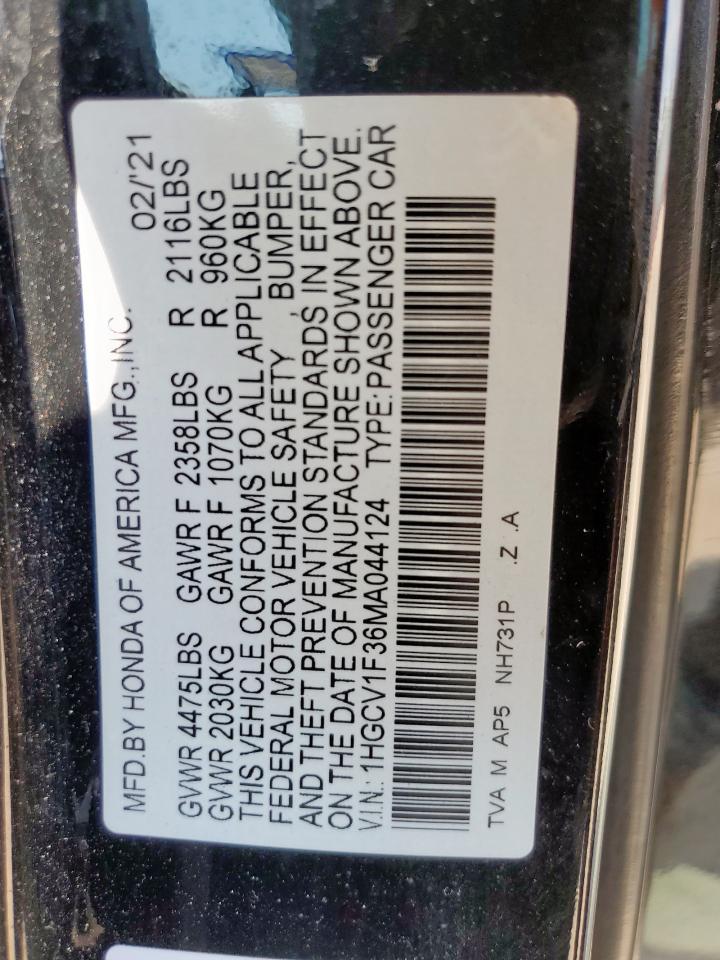 MFD.BY HONDA OF AMERICA MFG.,INC. 02/'21
GVWR 4475LBS GAWR F 2358LBS R 2116LBS
GVWR 2030KG GAWR F 1070KG R 960KG
THIS VEHICLE CONFORMS TO ALL APPLICABLE
FEDERAL MOTOR VEHICLE SAFETY , BUMPER,
AND THEFT PREVENTION STANDARDS IN EFFECT
ON THE DATE OF MANUFACTURE SHOWN ABOVE.
V.I.N.: 1HGCV1F36MA044124 TYPE:PASSENGER CAR
TVA M AP5 NH731P .Z .A